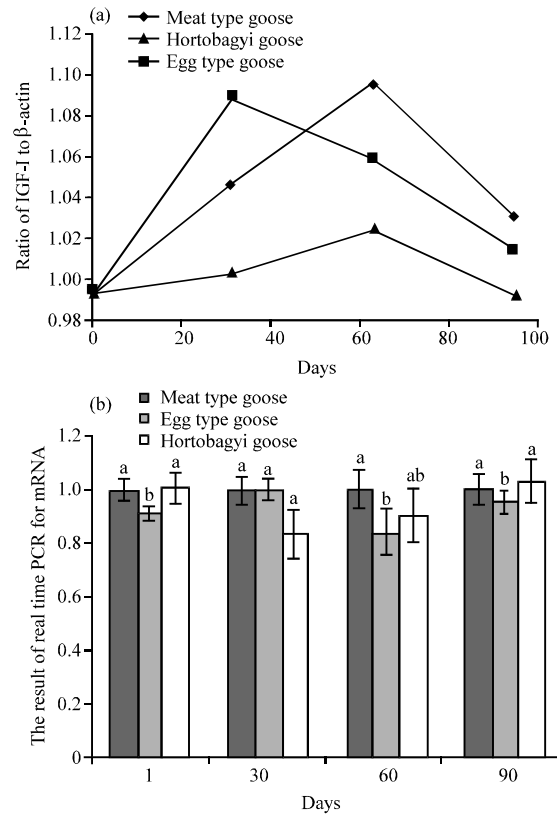 (a)
Meat type goose
Hortobagyi goose
Egg type goose
1.12
1.10
1.08
1.06
1.04
1.02
1.00
0.98
Ratio of IGF-I to β-actin
0 20 40 60 80 100
Days
(b)
Meat type goose
Egg type goose
Hortobagyi goose
1.2
1.0
0.8
0.6
0.4
0.2
0
The result of real time PCR for mRNA
a b a a a a a b ab a b a
1 30 60 90
Days